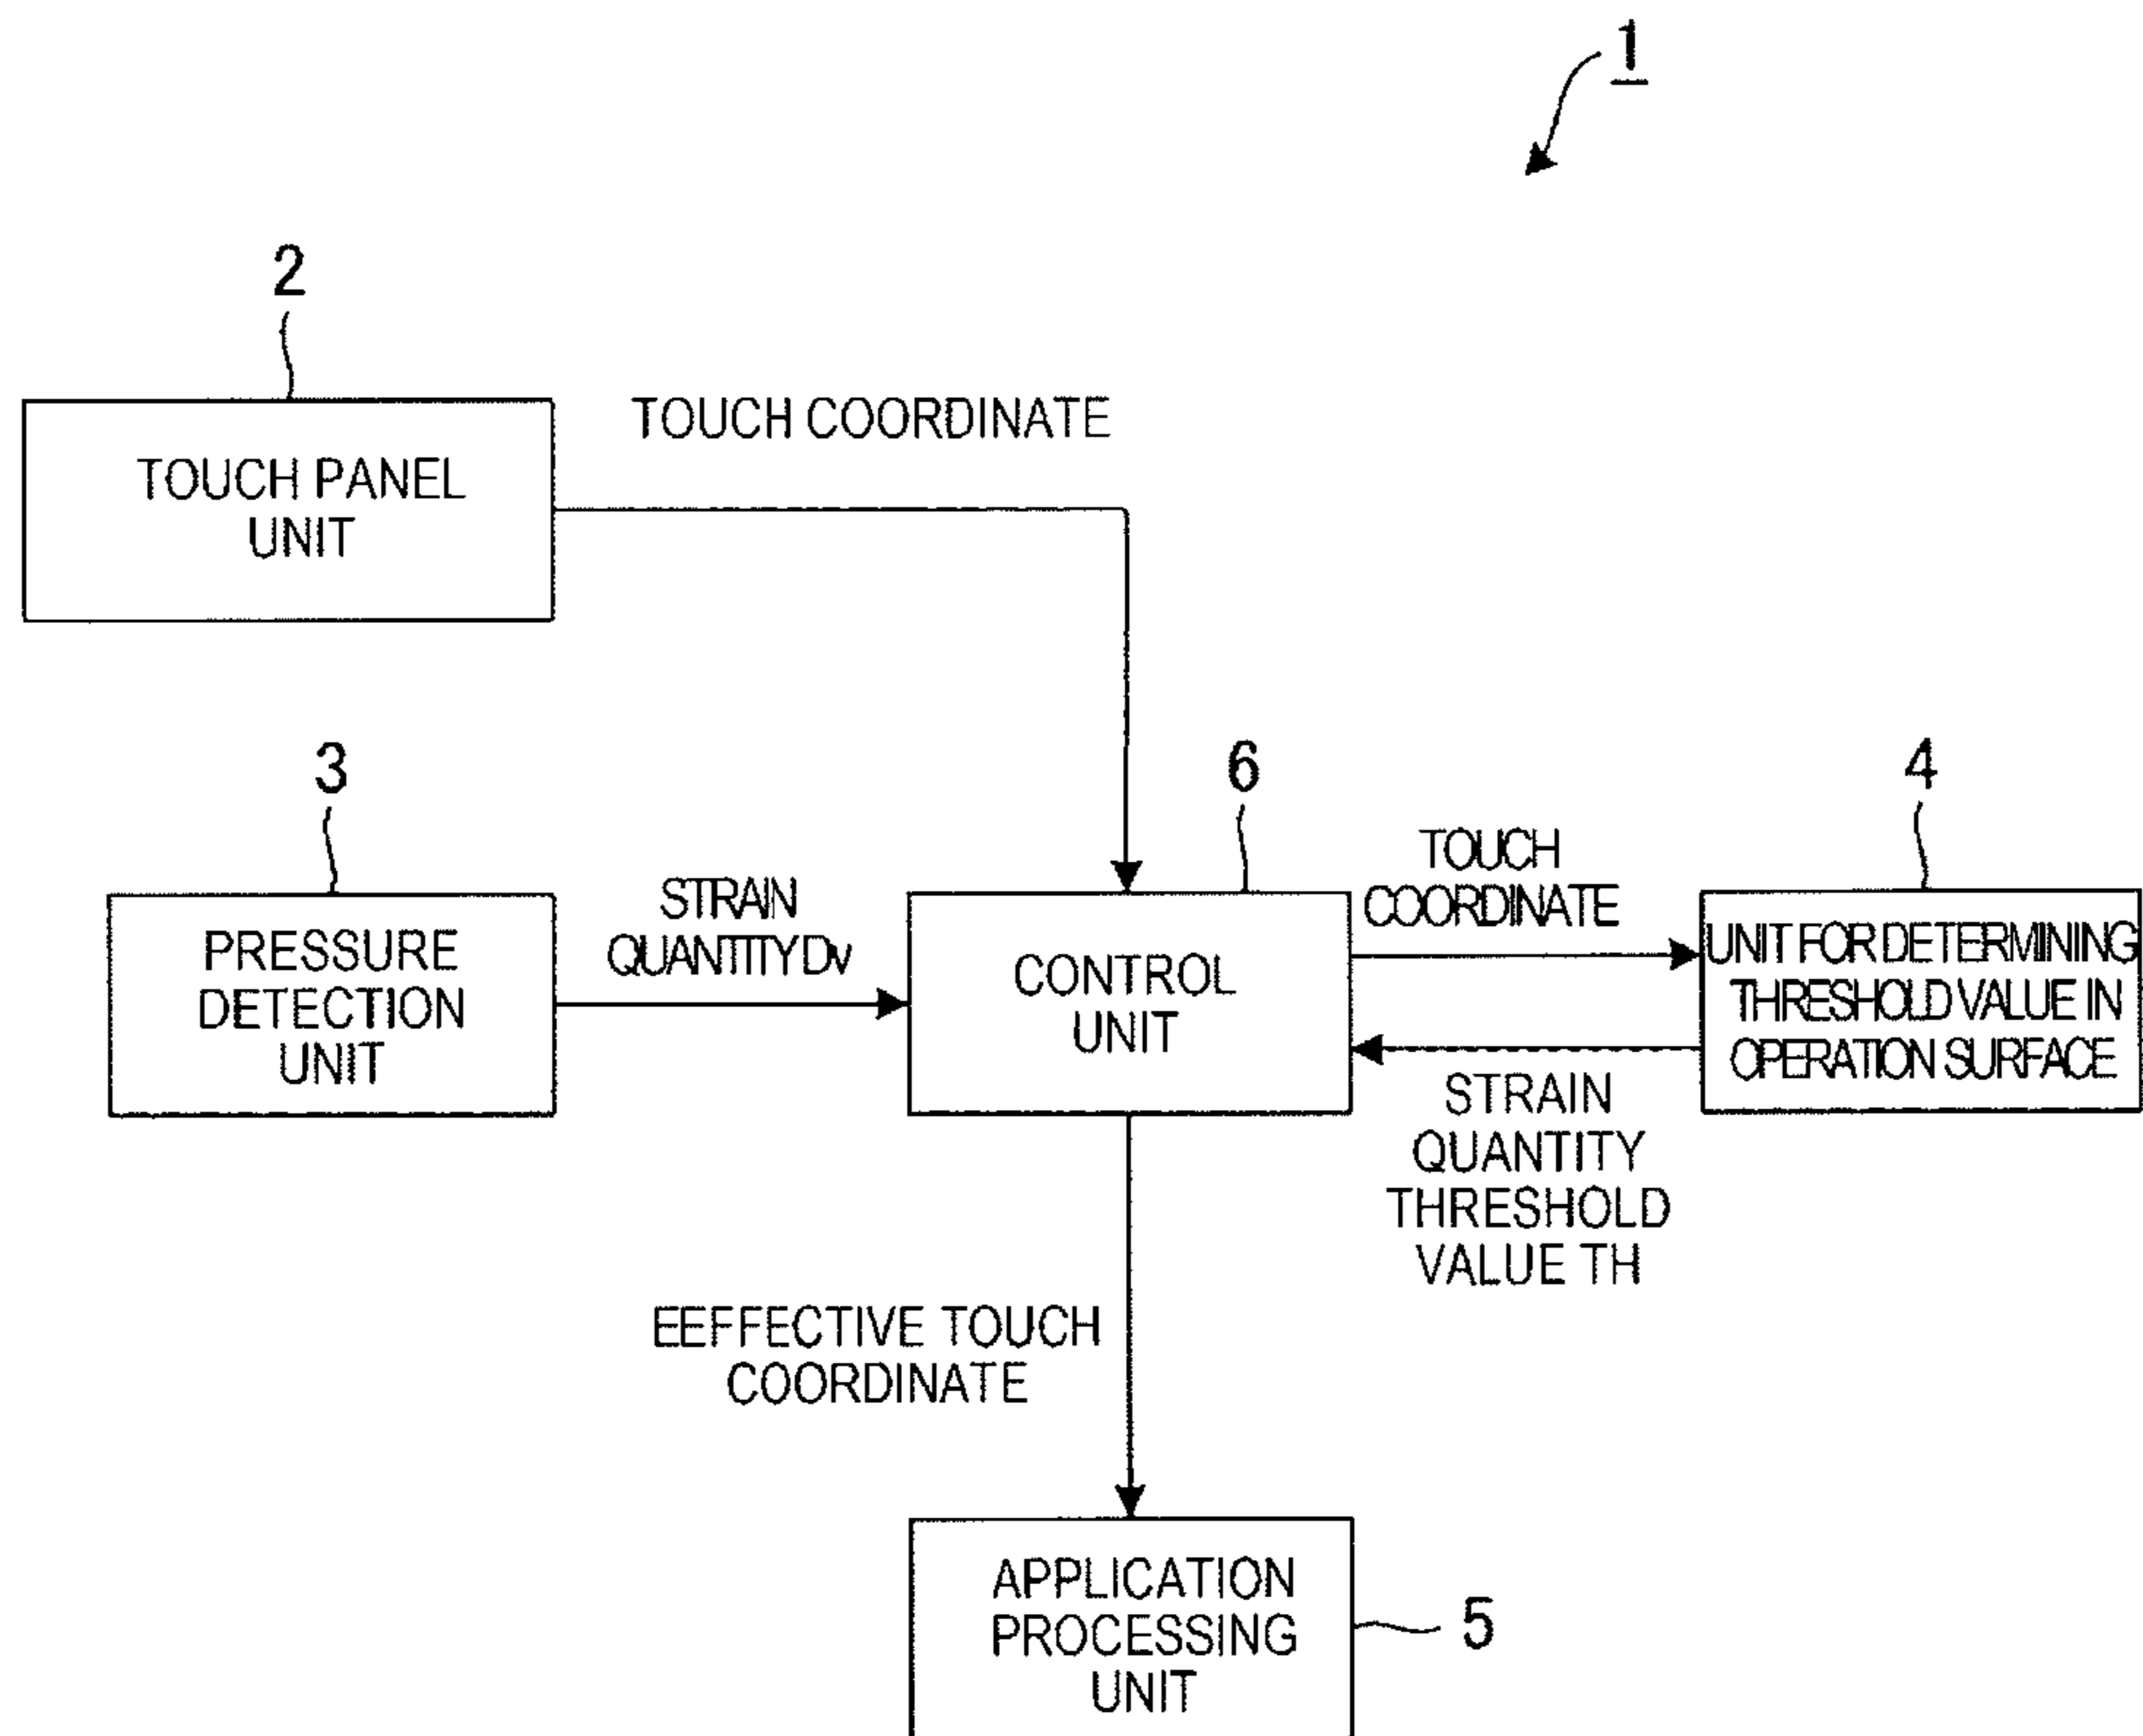 1
2
TOUCH PANEL
UNIT
TOUCH COORDINATE
3
PRESSURE
DETECTION
UNIT
STRAIN
QUANTITY Dv
6
CONTROL
UNIT
TOUCH
COORDINATE
4
UNIT FOR DETERMINING
THRESHOLD VALUE IN
OPERATION SURFACE
STRAIN
QUANTITY
THRESHOLD
VALUE TH
EEFFECTIVE TOUCH
COORDINATE
APPLICATION
PROCESSING
UNIT
5